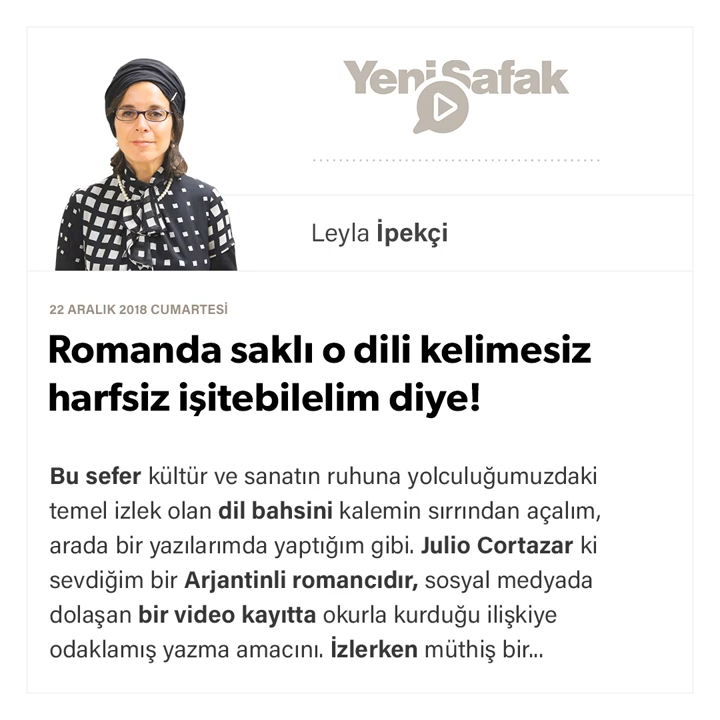 Yeni Şafak
Leyla İpekçi
22 ARALIK 2018 CUMARTESİ
Romanda saklı o dili kelimesiz
harfsiz işitebilelim diye!
Bu sefer kültür ve sanatın ruhuna yolculuğumuzdaki
temel izlek olan dil bahsini kalemin sırrından açalım,
arada bir yazılarımda yaptığım gibi. Julio Cortazar ki
sevdiğim bir Arjantinli romancıdır, sosyal medyada
dolaşan bir video kayıtta okurla kurduğu ilişkiye
odaklamış yazma amacını. İzlerken müthiş bir...